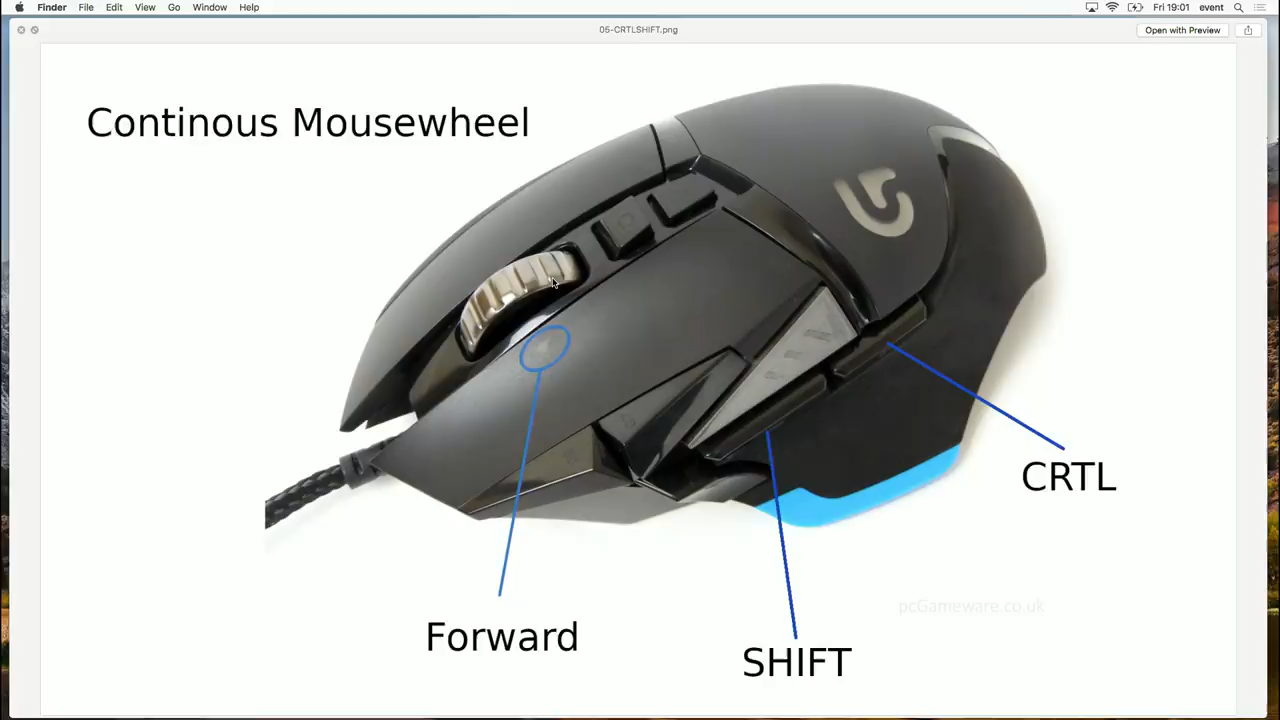 Finder File Edit View Go Window Help Fri 19:01 event
05-CRTLSHIFT.png Open with Preview
Continous Mousewheel
CRTL
pcGameware.co.uk
Forward
SHIFT